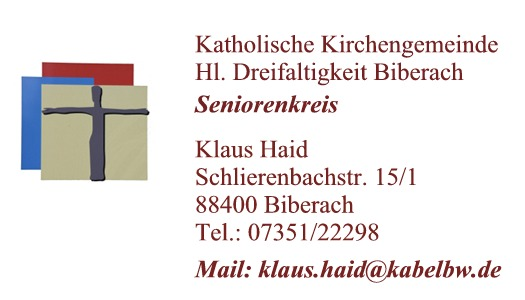 Katholische Kirchengemeinde
Hl. Dreifaltigkeit Biberach
Seniorenkreis
Klaus Haid
Schlierenbachstr. 15/1
88400 Biberach
Tel.: 07351/22298
Mail: klaus.haid@kabelbw.de